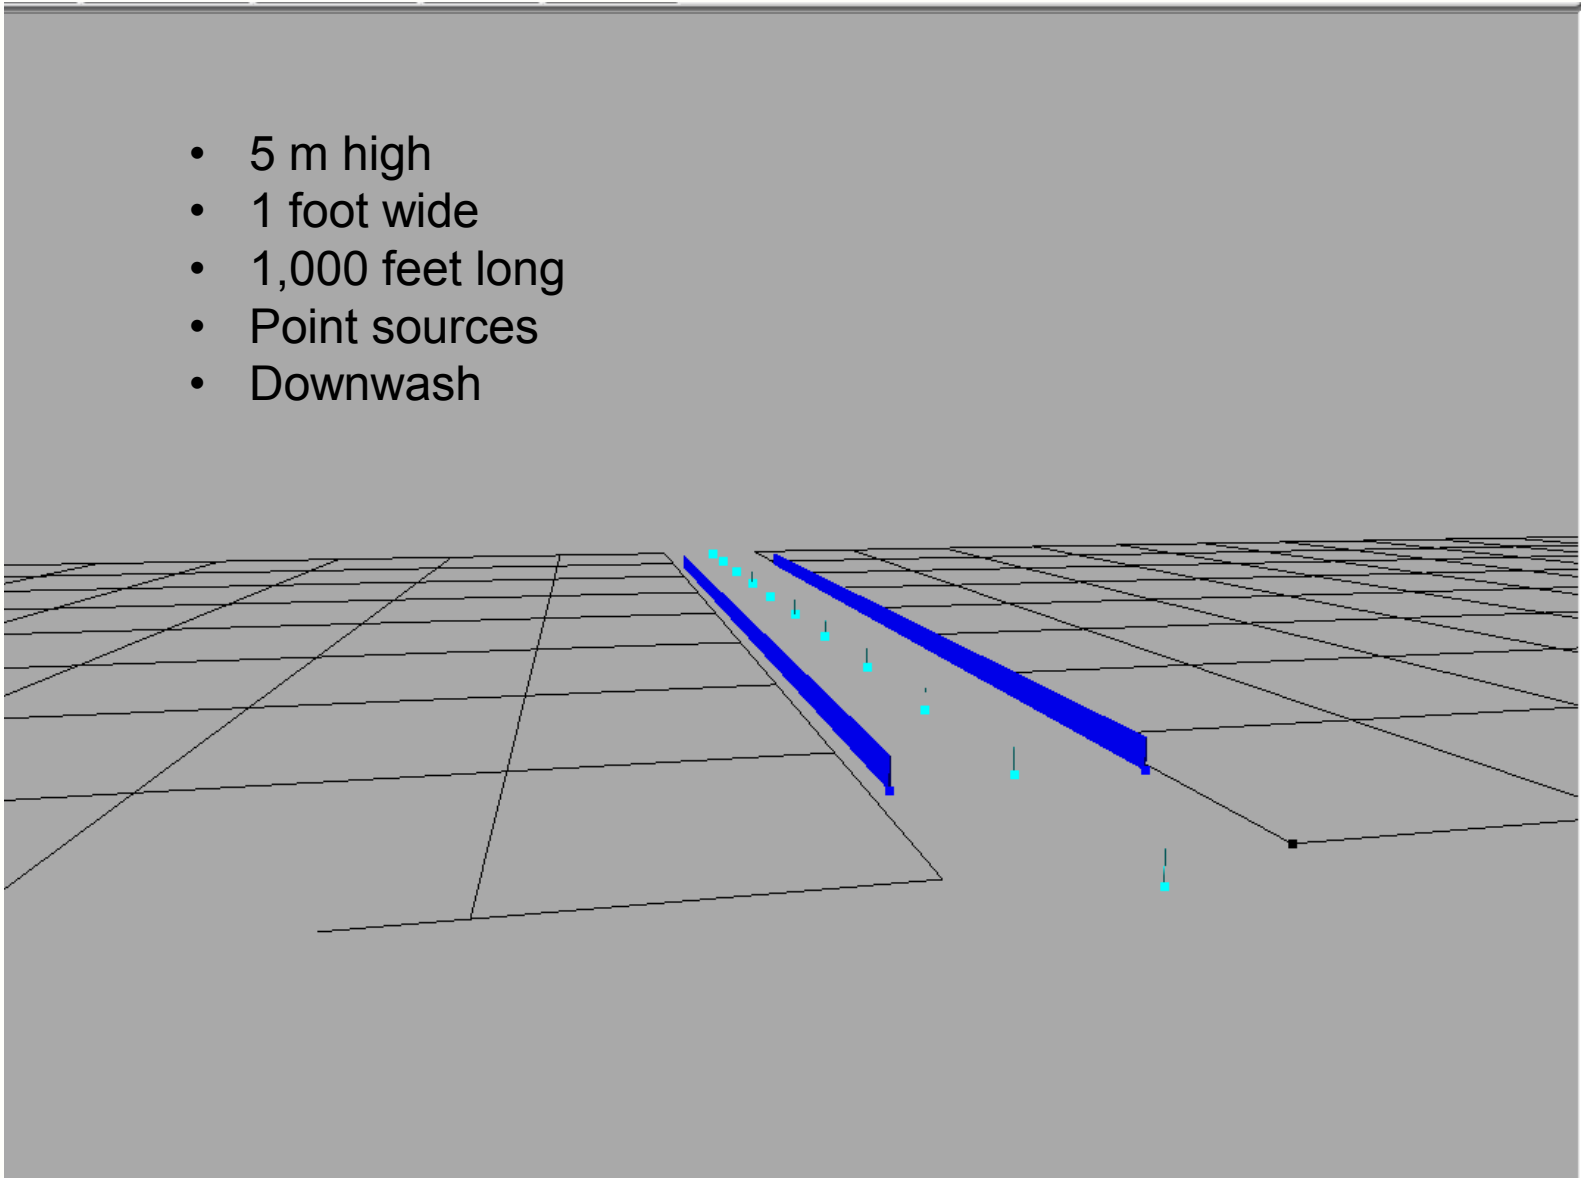 • 5 m high
• 1 foot wide
• 1,000 feet long
• Point sources
• Downwash